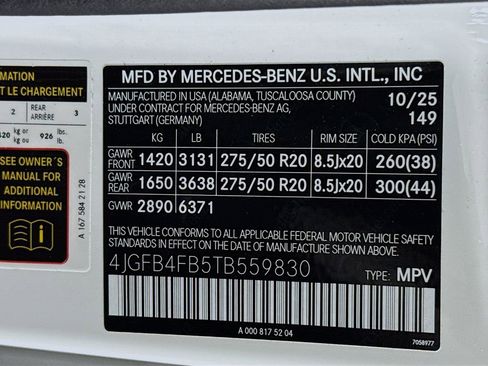 MATION
T LE CHARGEMENT
2 REAR ARRIÈRE 3
420 kg or ou kg 926 lbs. lb.
SEE OWNER´S
MANUAL FOR
ADDITIONAL
INFORMATION
A 167 584 21 28
MFD BY MERCEDES-BENZ U.S. INTL., INC
MANUFACTURED IN USA (ALABAMA, TUSCALOOSA COUNTY) 10/25
UNDER CONTRACT FOR MERCEDES-BENZ AG, 149
STUTTGART (GERMANY)
KG LB TIRES RIM SIZE COLD KPA (PSI)
GAWR FRONT 1420 3131 275/50 R20 8.5Jx20 260(38)
GAWR REAR 1650 3638 275/50 R20 8.5Jx20 300(44)
GVWR 2890 6371
THIS VEHICLE CONFORMS TO ALL APPLICABLE FEDERAL MOTOR VEHICLE SAFETY
STANDARDS IN EFFECT ON THE DATE OF MANUFACTURE SHOWN ABOVE.
4JGFB4FB5TB559830 TYPE: MPV
A 000 817 52 04
7058977